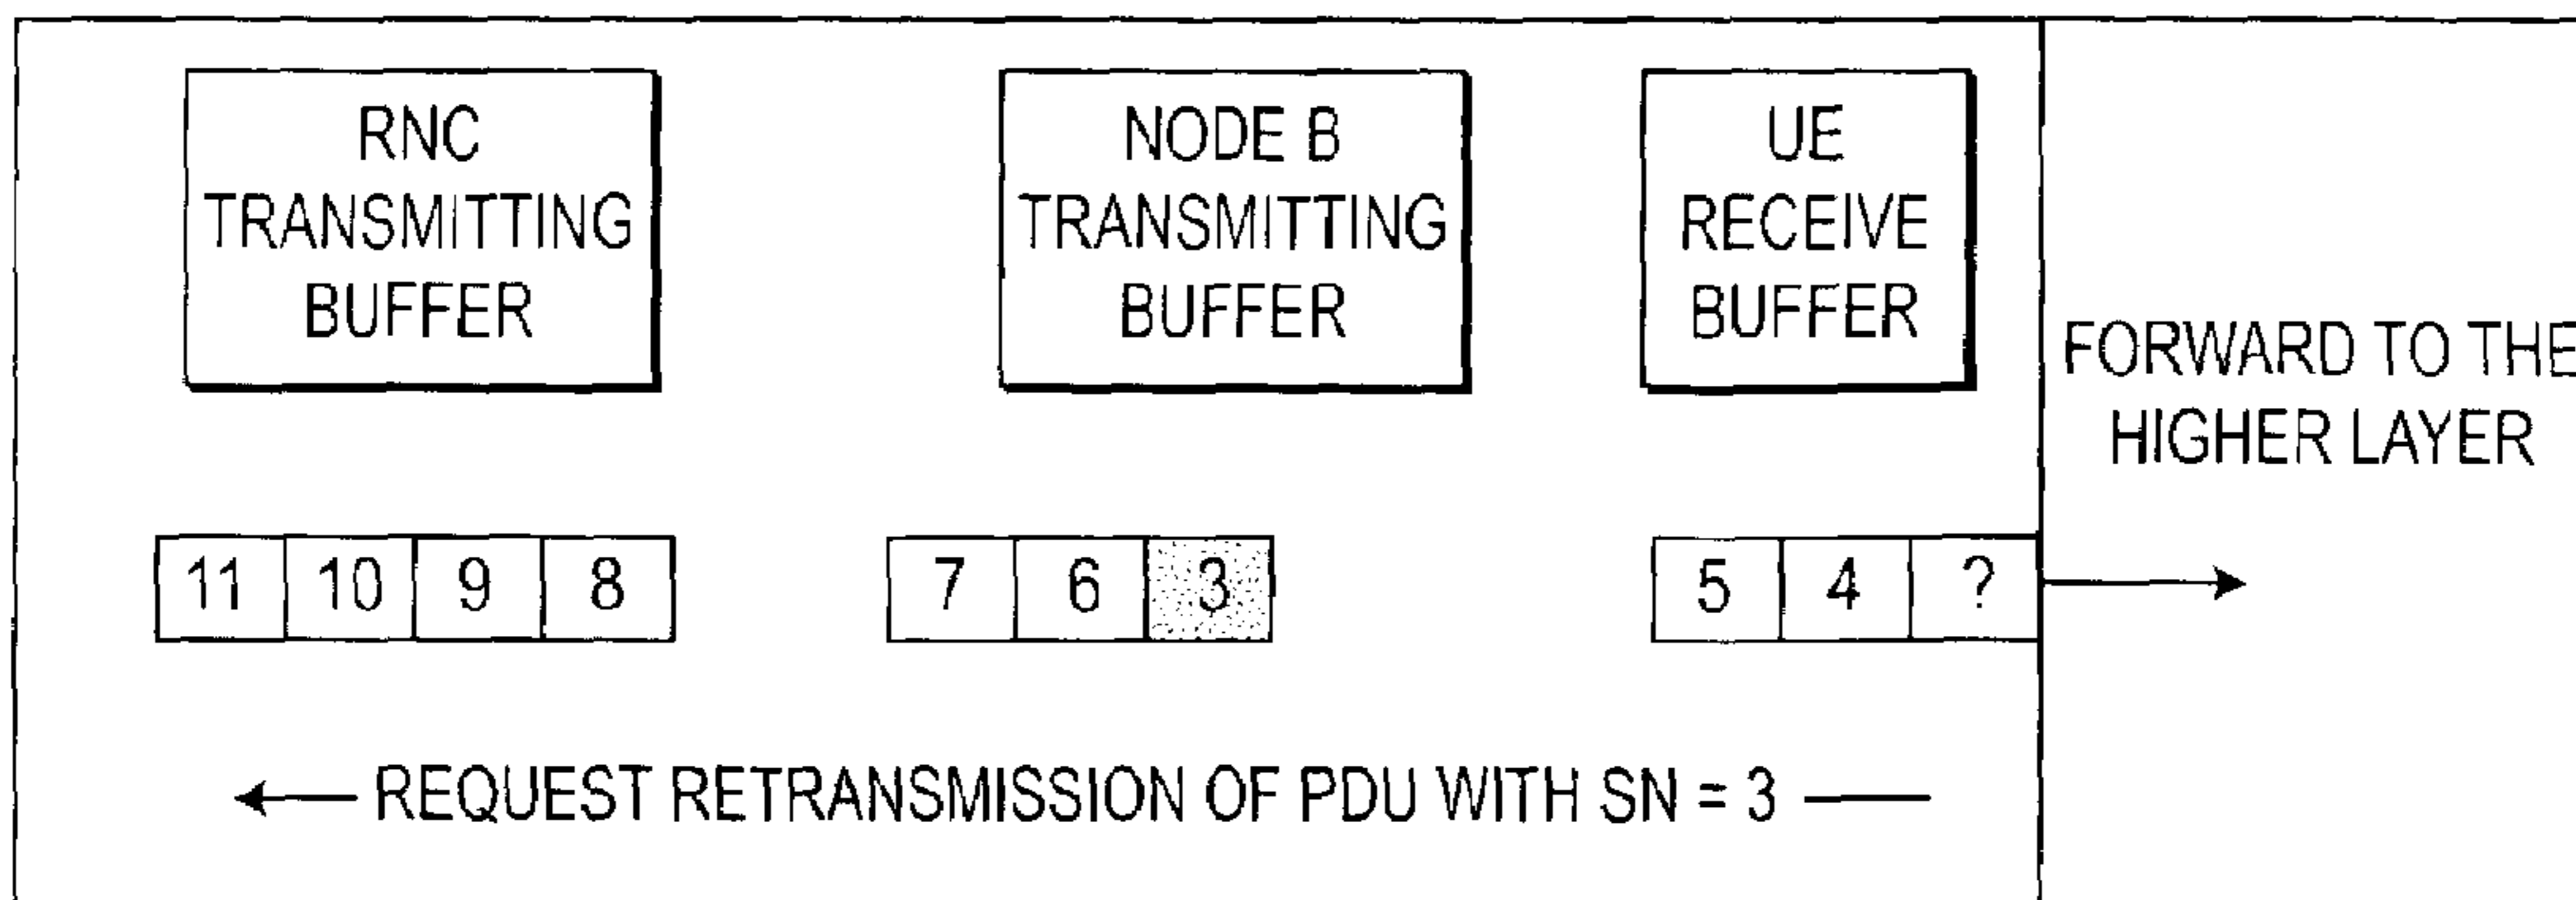 RNC
TRANSMITTING
BUFFER
NODE B
TRANSMITTING
BUFFER
UE
RECEIVE
BUFFER
FORWARD TO THE
HIGHER LAYER
11 10 9 8
7 6 3
5 4 ?
REQUEST RETRANSMISSION OF PDU WITH SN = 3